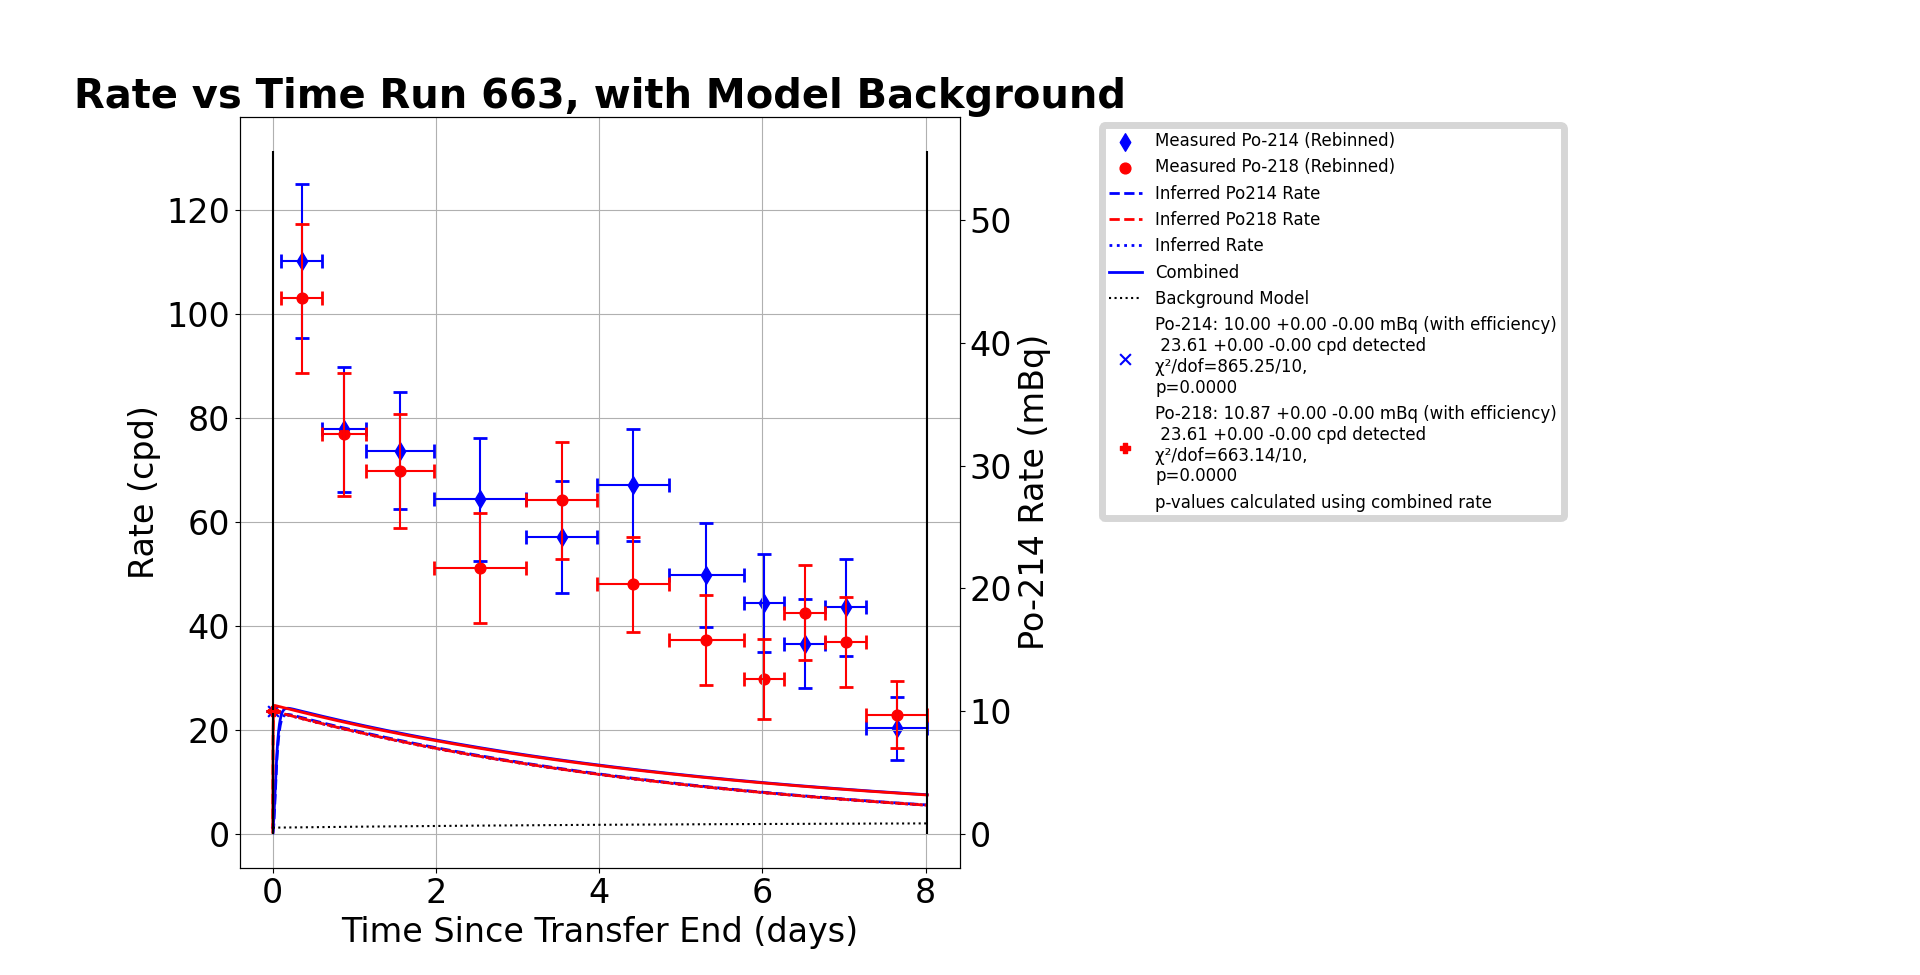 Rate vs Time Run 663, with Model Background
Rate (cpd)
120
100
80
60
40
20
0
0
2
4
6
8
Time Since Transfer End (days)
50
40
30
20
10
0
Po-214 Rate (mBq)
Measured Po-214 (Rebinned)
Measured Po-218 (Rebinned)
Inferred Po214 Rate
Inferred Po218 Rate
Inferred Rate
Combined
Background Model
Po-214: 10.00 +0.00 -0.00 mBq (with efficiency)
23.61 +0.00 -0.00 cpd detected
χ²/dof=865.25/10,
p=0.0000
Po-218: 10.87 +0.00 -0.00 mBq (with efficiency)
23.61 +0.00 -0.00 cpd detected
χ²/dof=663.14/10,
p=0.0000
p-values calculated using combined rate